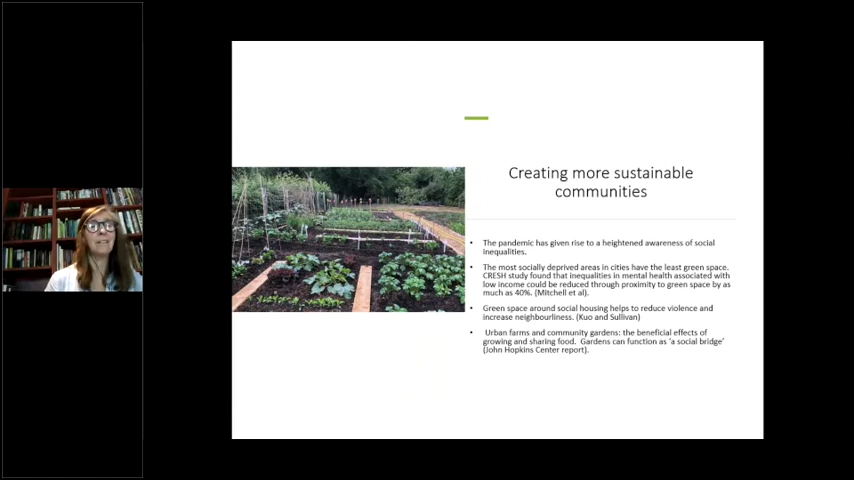 Creating more sustainable
communities
• The pandemic has given rise to a heightened awareness of social
inequalities.
• The most socially deprived areas in cities have the least green space.
CRESH study found that inequalities in mental health associated with
low income could be reduced through proximity to green space by as
much as 40%. (Mitchell et al).
• Green space around social housing helps to reduce violence and
increase neighbourliness. (Kuo and Sullivan)
• Urban farms and community gardens: the beneficial effects of
growing and sharing food. Gardens can function as ‘a social bridge’
(John Hopkins Center report).